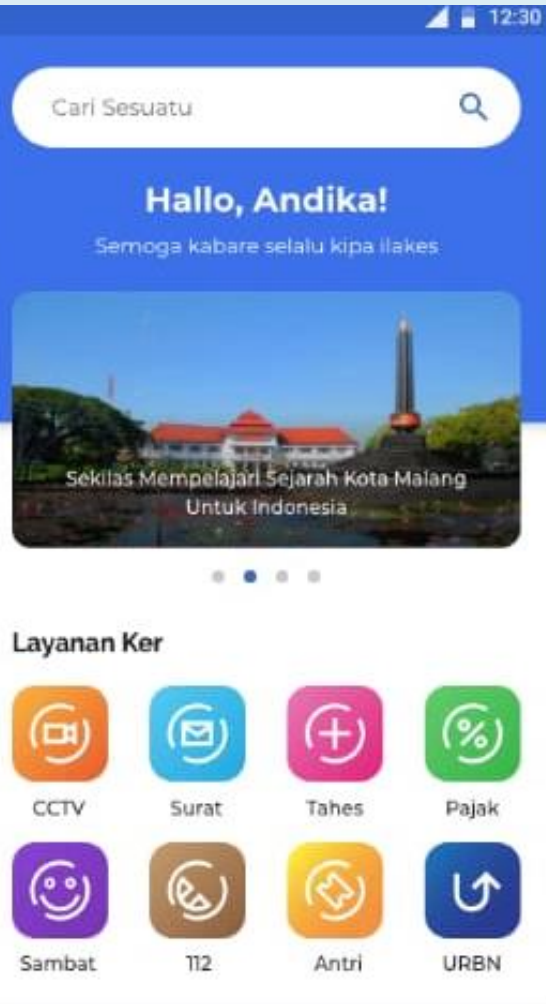 12:30
Cari Sesuatu
Hallo, Andika!
Semoga kabare selalu kipa ilakes
Sekilas Mempelajari Sejarah Kota Malang
Untuk Indonesia
Layanan Ker
CCTV Surat Tahes Pajak
Sambat 112 Antri URBN